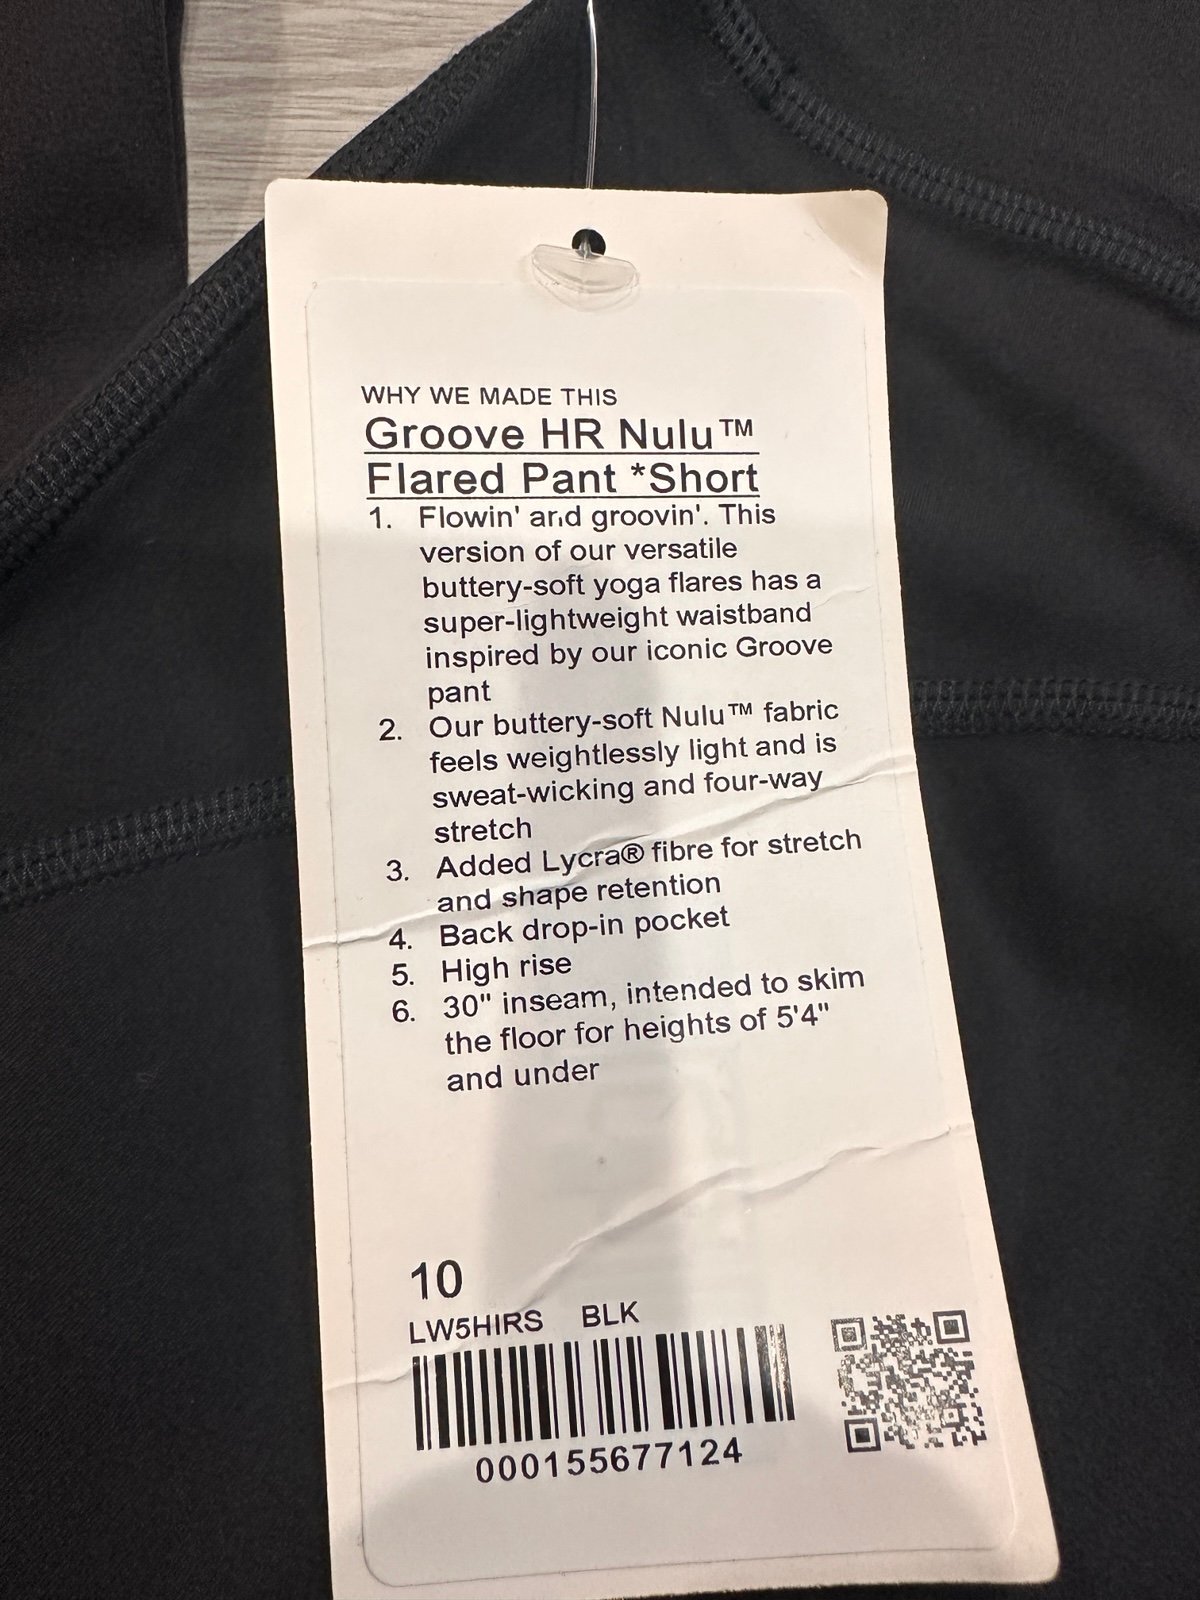 WHY WE MADE THIS
Groove HR Nulu™
Flared Pant *Short
1. Flowin' and groovin'. This
version of our versatile
buttery-soft yoga flares has a
super-lightweight waistband
inspired by our iconic Groove
pant
2. Our buttery-soft Nulu™ fabric
feels weightlessly light and is
sweat-wicking and four-way
stretch
3. Added Lycra® fibre for stretch
and shape retention
4. Back drop-in pocket
5. High rise
6. 30" inseam, intended to skim
the floor for heights of 5'4"
and under
10
LW5HIRS BLK
000155677124